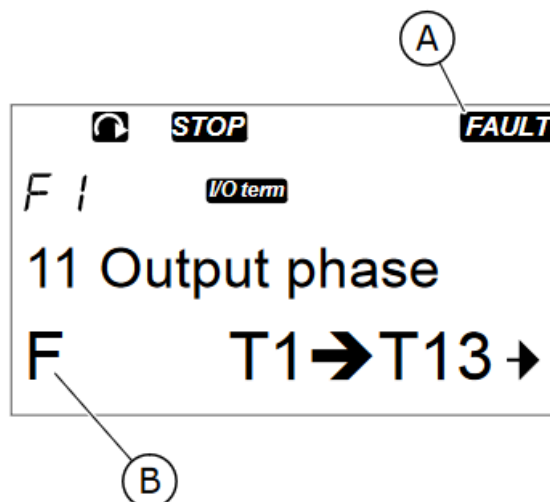 A
STOP FAULT
F 1 I/O term
11 Output phase
F T1➔T13
B